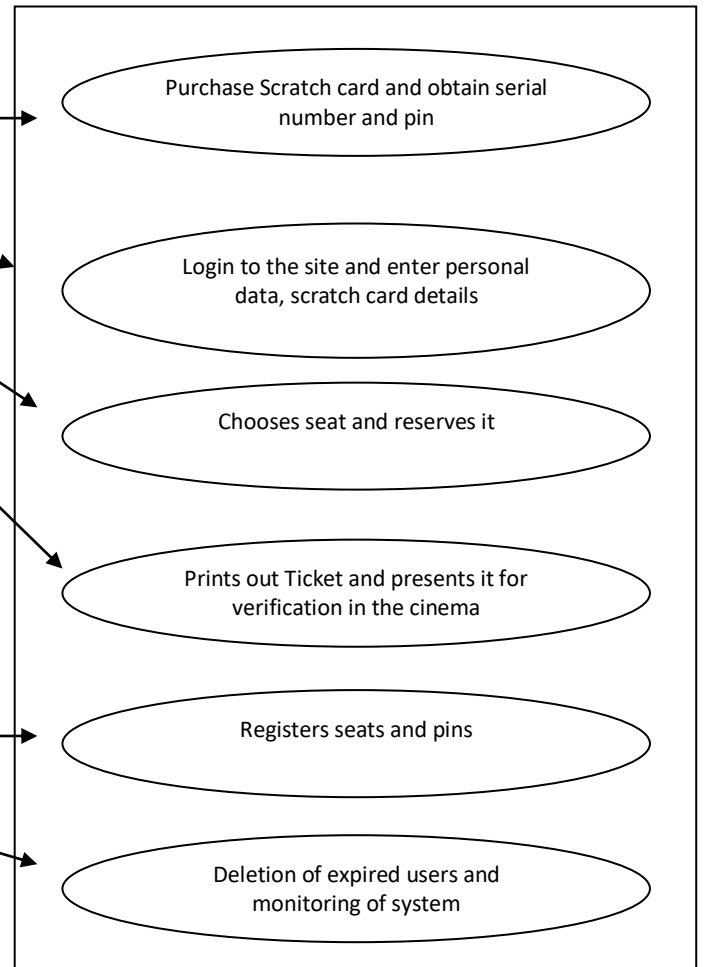 Purchase Scratch card and obtain serial
number and pin
Login to the site and enter personal
data, scratch card details
Chooses seat and reserves it
Prints out Ticket and presents it for
verification in the cinema
Registers seats and pins
Deletion of expired users and
monitoring of system